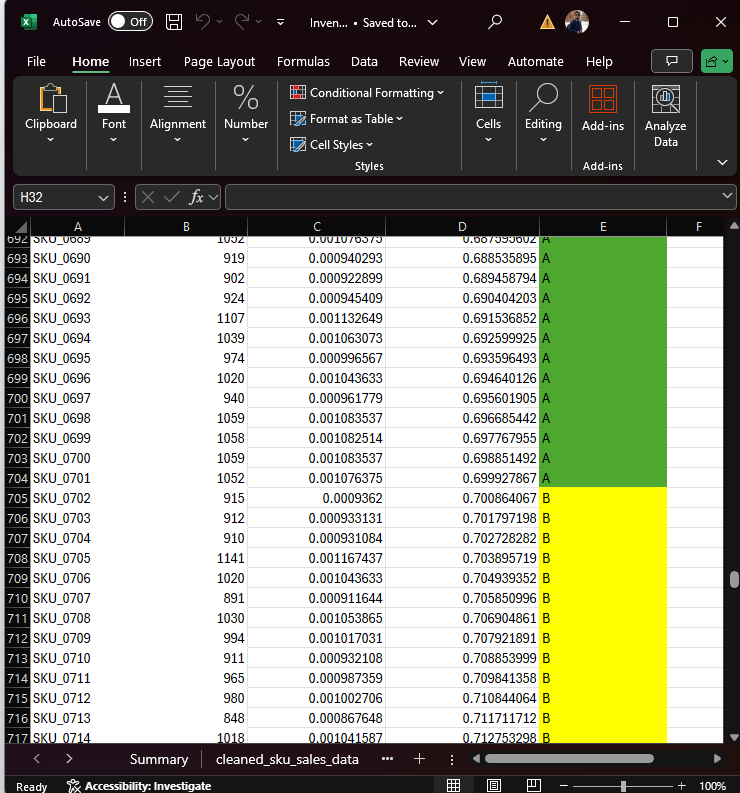 AutoSave Off Inven... • Saved to...
File Home Insert Page Layout Formulas Data Review View Automate Help
Clipboard Font Alignment Number Conditional Formatting Format as Table Cell Styles Styles Cells Editing Add-ins Add-ins Analyze Data
H32 fx
A B C D E F
692 SKU_0689 1052 0.001076375 0.687595602 A
693 SKU_0690 919 0.000940293 0.688535895 A
694 SKU_0691 902 0.000922899 0.689458794 A
695 SKU_0692 924 0.000945409 0.690404203 A
696 SKU_0693 1107 0.001132649 0.691536852 A
697 SKU_0694 1039 0.001063073 0.692599925 A
698 SKU_0695 974 0.000996567 0.693596493 A
699 SKU_0696 1020 0.001043633 0.694640126 A
700 SKU_0697 940 0.000961779 0.695601905 A
701 SKU_0698 1059 0.001083537 0.696685442 A
702 SKU_0699 1058 0.001082514 0.697767955 A
703 SKU_0700 1059 0.001083537 0.698851492 A
704 SKU_0701 1052 0.001076375 0.699927867 A
705 SKU_0702 915 0.0009362 0.700864067 B
706 SKU_0703 912 0.000933131 0.701797198 B
707 SKU_0704 910 0.000931084 0.702728282 B
708 SKU_0705 1141 0.001167437 0.703895719 B
709 SKU_0706 1020 0.001043633 0.704939352 B
710 SKU_0707 891 0.000911644 0.705850996 B
711 SKU_0708 1030 0.001053865 0.706904861 B
712 SKU_0709 994 0.001017031 0.707921891 B
713 SKU_0710 911 0.000932108 0.708853999 B
714 SKU_0711 965 0.000987359 0.709841358 B
715 SKU_0712 980 0.001002706 0.710844064 B
716 SKU_0713 848 0.000867648 0.711711712 B
717 SKU_0714 1018 0.001041587 0.712753298 B
Summary cleaned_sku_sales_data ...
Ready Accessibility: Investigate 100%